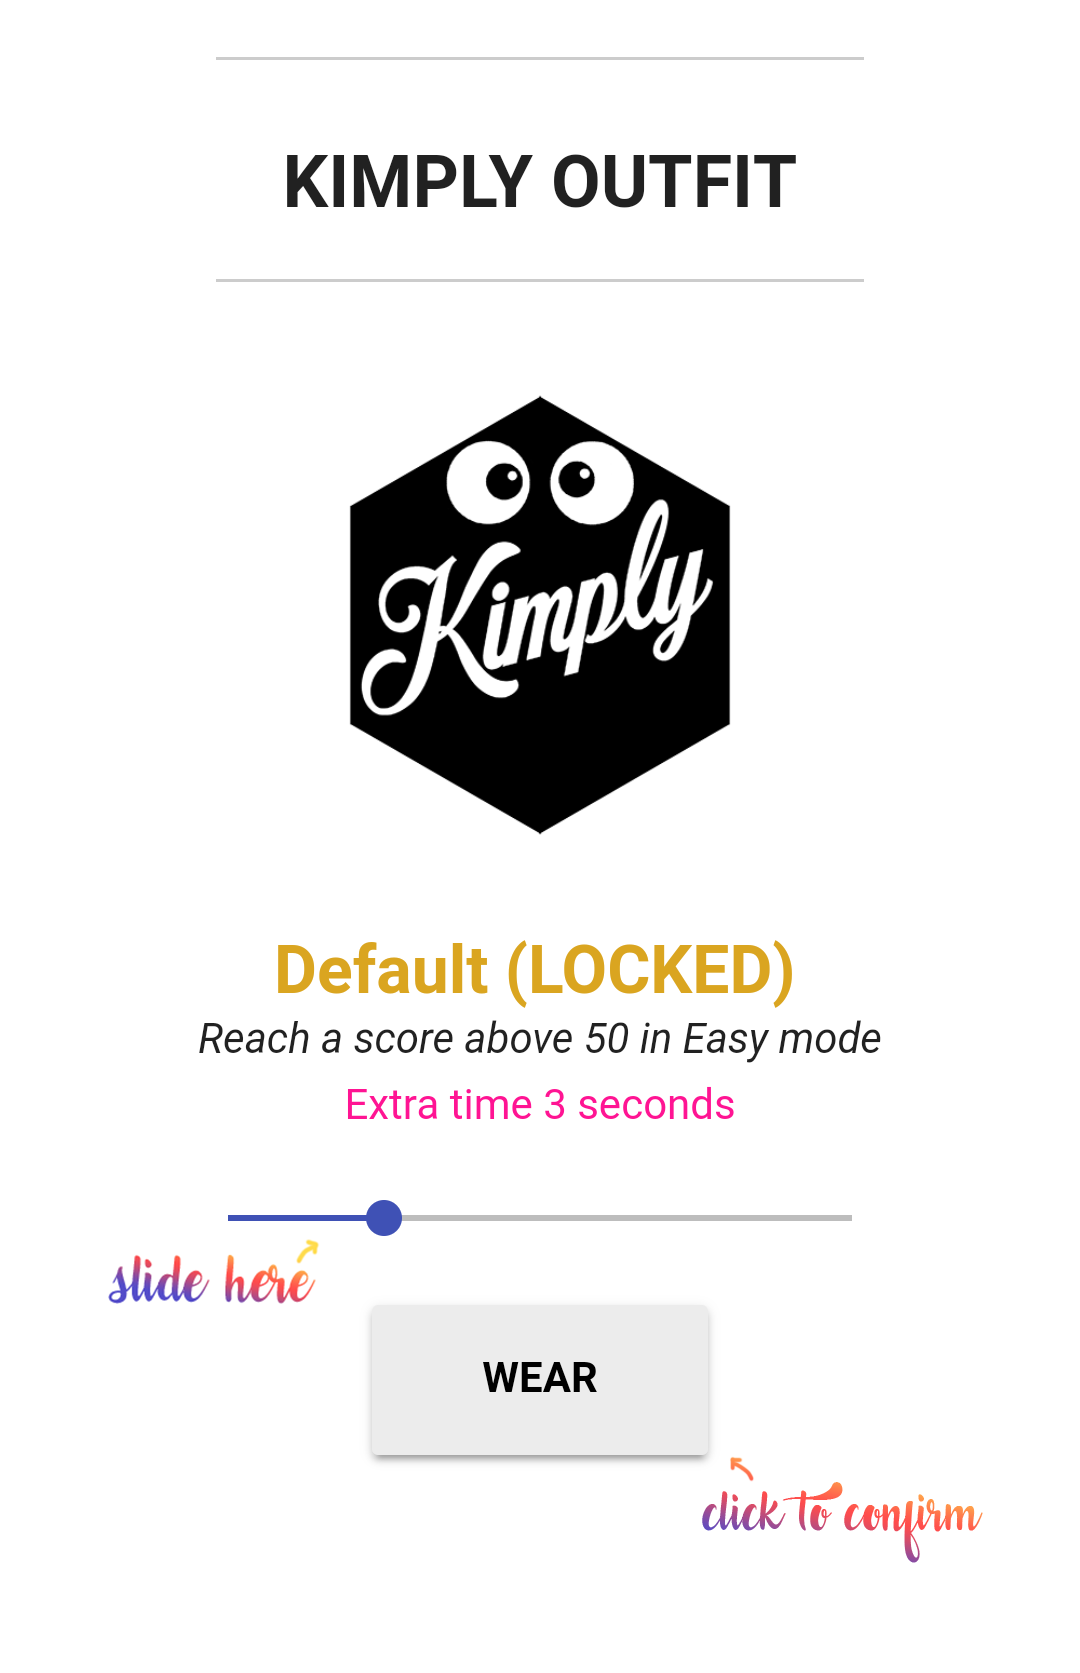 KIMPLY OUTFIT
Kimply
Default (LOCKED)
Reach a score above 50 in Easy mode
Extra time 3 seconds
slide here
WEAR
click to confirm